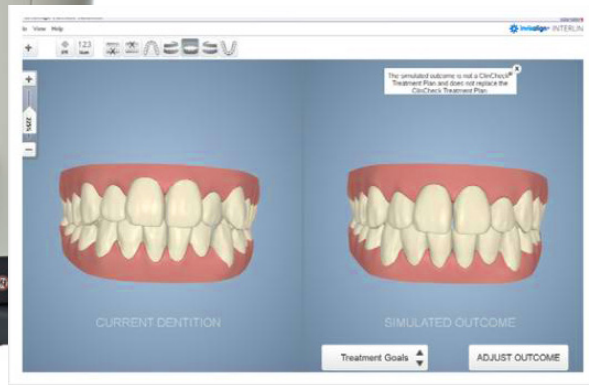 View Help
invisalign INTERLIN
123
The simulated outcome is not a ClinCheck®
Treatment Plan and does not replace the
ClinCheck Treatment Plan
CURRENT DENTITION
SIMULATED OUTCOME
Treatment Goals
ADJUST OUTCOME